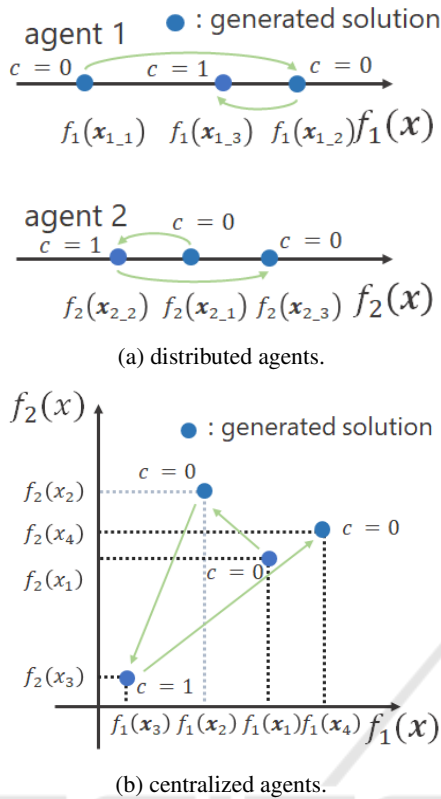 agent 1
: generated solution
c = 0
c = 1
c = 0
f₁(x₁_₁) f₁(x₁_₃) f₁(x₁_₂) f₁(x)
agent 2
c = 1
c = 0
c = 0
f₂(x₂_₂) f₂(x₂_₁) f₂(x₂_₃) f₂(x)
(a) distributed agents.
f₂(x)
: generated solution
c = 0
f₂(x₂)
f₂(x₄)
c = 0
f₂(x₁)
c = 0
f₂(x₃)
c = 1
f₁(x₃) f₁(x₂) f₁(x₁) f₁(x₄) f₁(x)
(b) centralized agents.